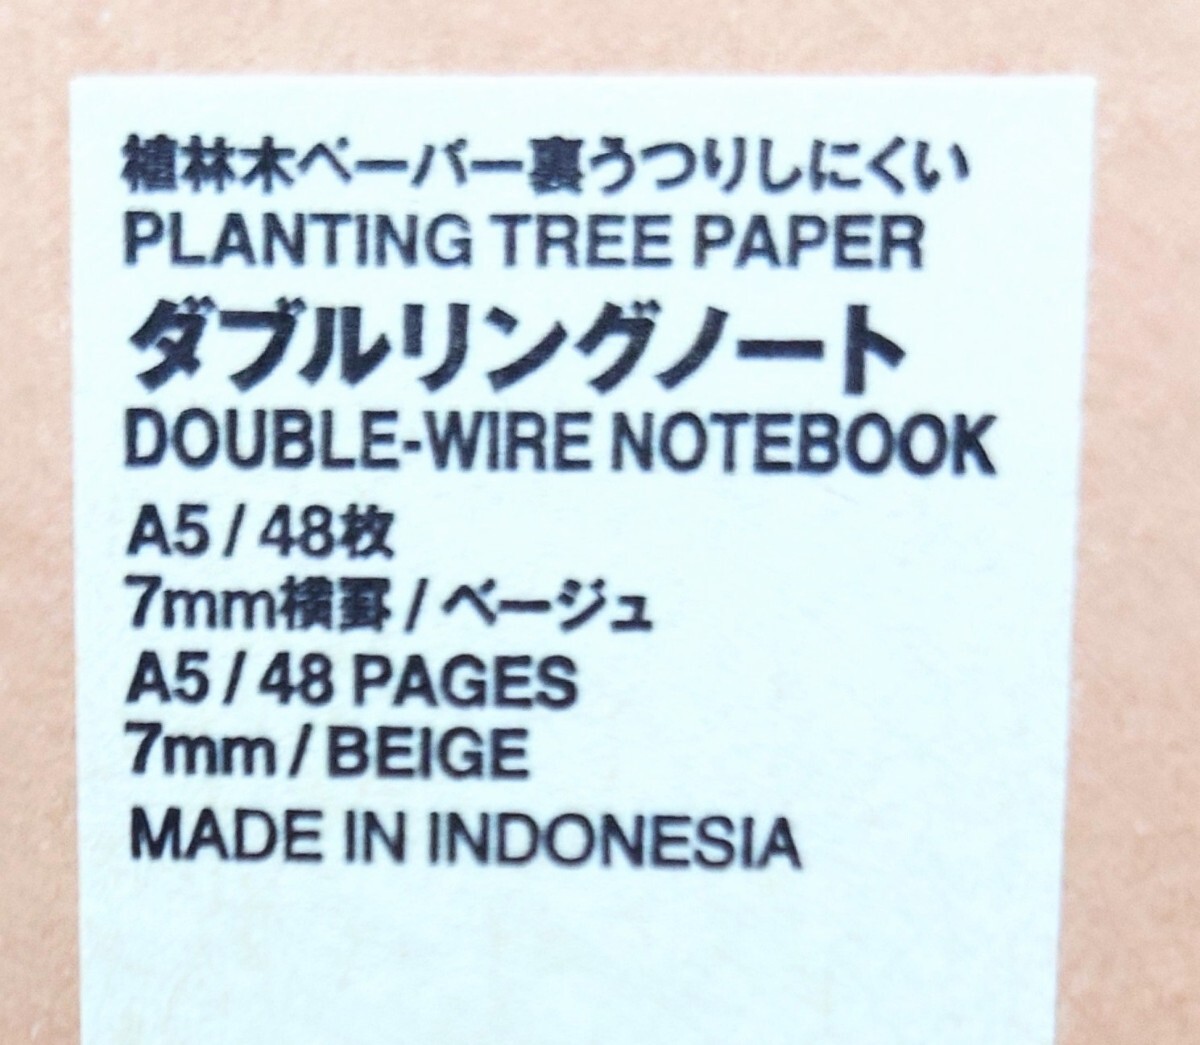 植林木ペーパー裏うつりしにくい
PLANTING TREE PAPER
ダブルリングノート
DOUBLE-WIRE NOTEBOOK
A5 / 48枚
7mm横罫 / ベージュ
A5 / 48 PAGES
7mm / BEIGE
MADE IN INDONESIA